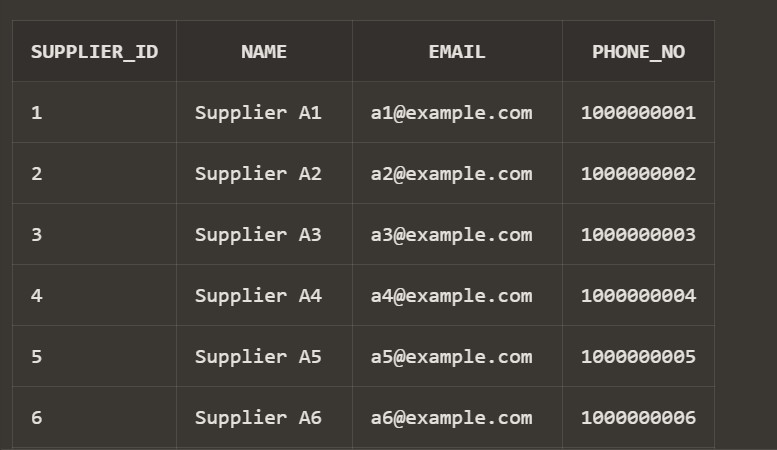 SUPPLIER_ID NAME EMAIL PHONE_NO
1 Supplier A1 a1@example.com 1000000001
2 Supplier A2 a2@example.com 1000000002
3 Supplier A3 a3@example.com 1000000003
4 Supplier A4 a4@example.com 1000000004
5 Supplier A5 a5@example.com 1000000005
6 Supplier A6 a6@example.com 1000000006